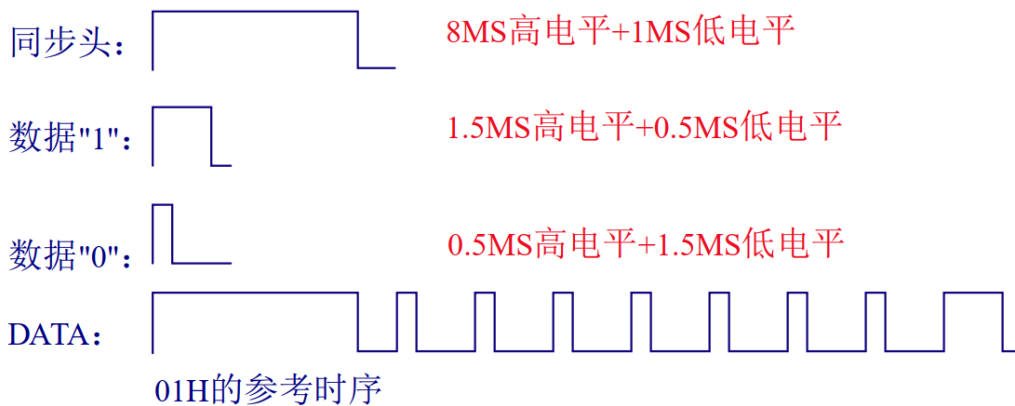 同步头： 8MS高电平+1MS低电平
数据"1"： 1.5MS高电平+0.5MS低电平
数据"0"： 0.5MS高电平+1.5MS低电平
DATA：
01H的参考时序